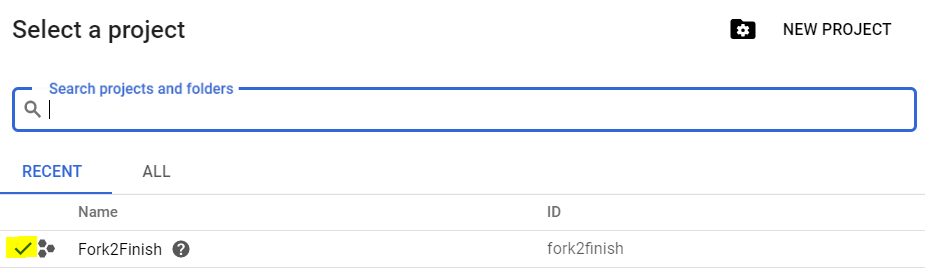 Select a project
NEW PROJECT
Search projects and folders
RECENT ALL
Name ID
Fork2Finish fork2finish